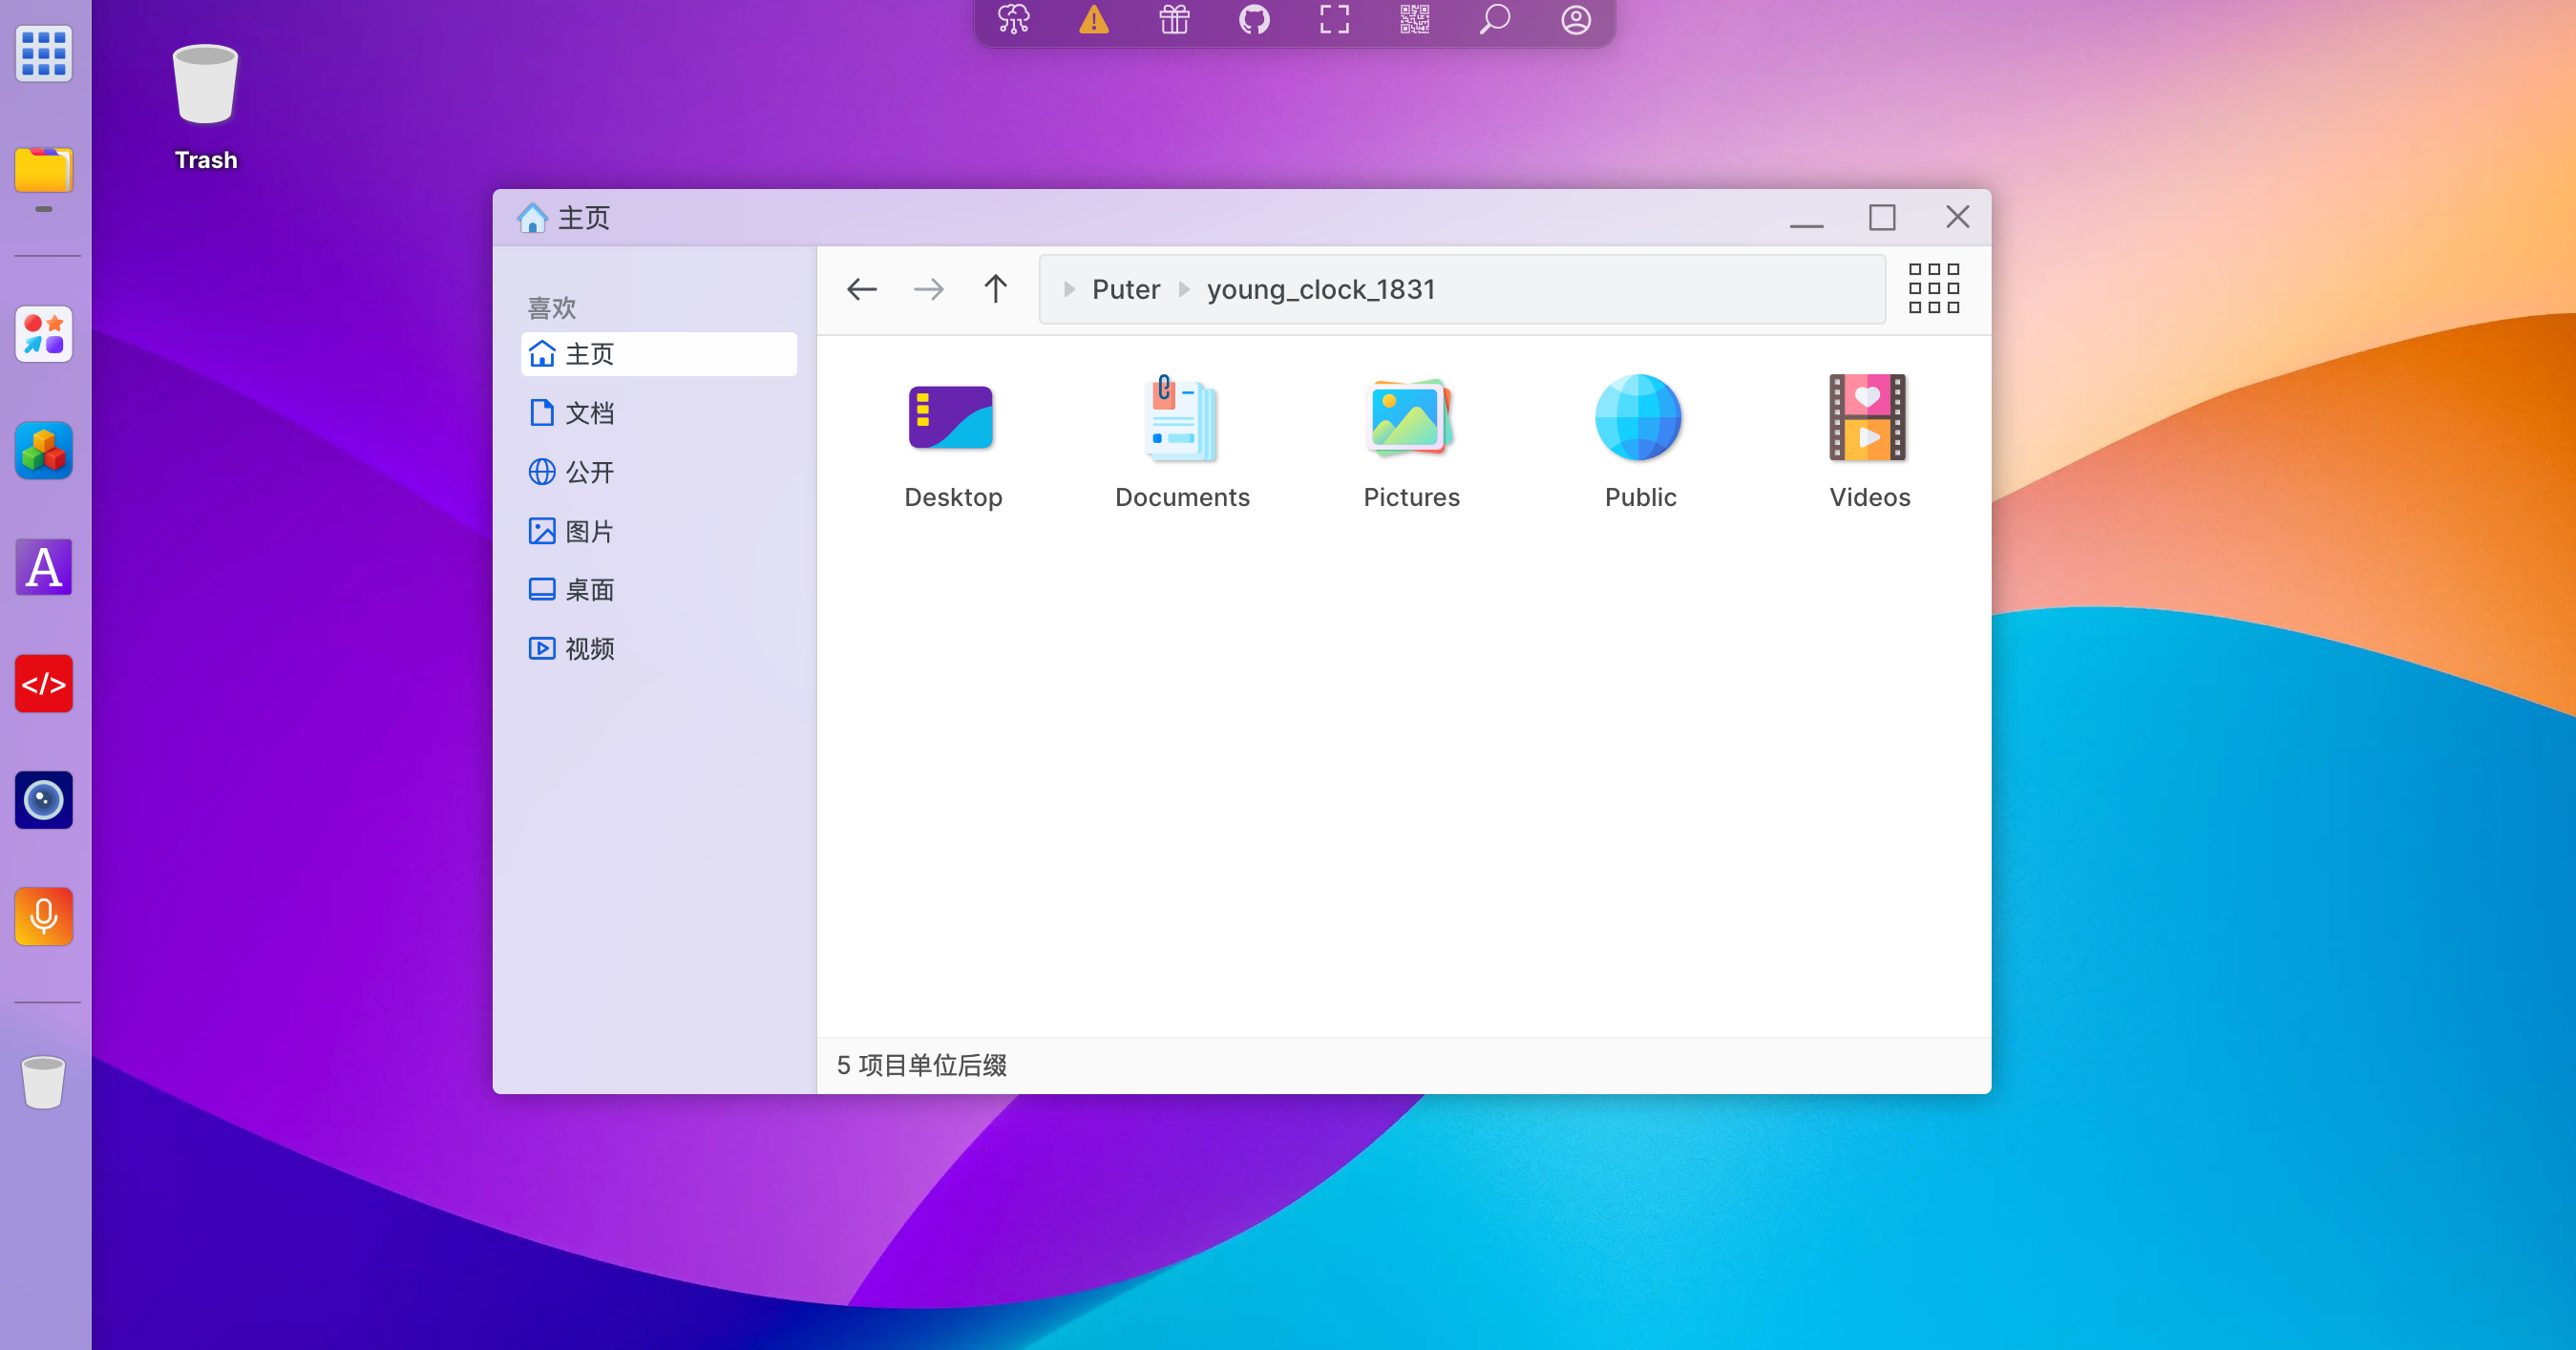 Trash
主页
喜欢
主页
文档
公开
图片
桌面
视频
Puter young_clock_1831
Desktop Documents Pictures Public Videos
5 项目单位后缀
A
</>